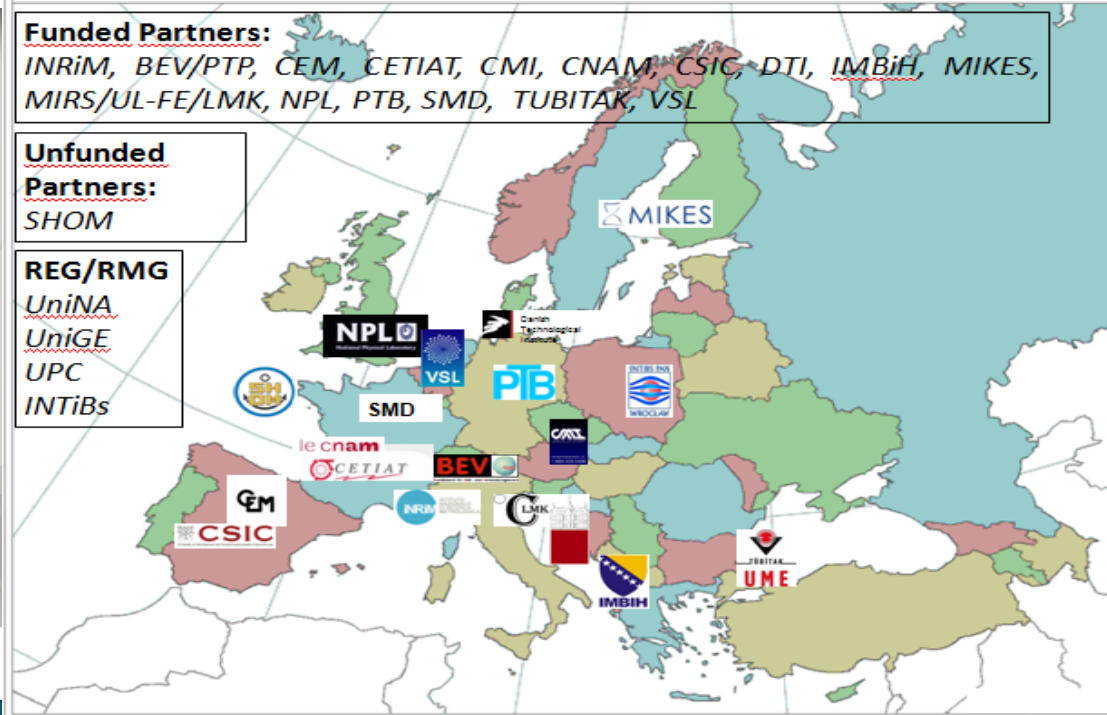 Funded Partners:
INRiM, BEV/PTP, CEM, CETIAT, CMI, CNAM, CSIC, DTI, IMBiH, MIKES,
MIRS/UL-FE/LMK, NPL, PTB, SMD, TUBITAK, VSL
Unfunded
Partners:
SHOM
REG/RMG
UniNA
UniGE
UPC
INTiBs
MIKES
NPL
National Physical Laboratory
Danish
Technological
Institute
VSL
PTB
INTIBS PAN
WROCLAW
SHOM
SMD
CMI
le cnam
CETIAT
BEV
INRIM
LMK
CEM
CSIC
IMBIH
TÜBİTAK
UME